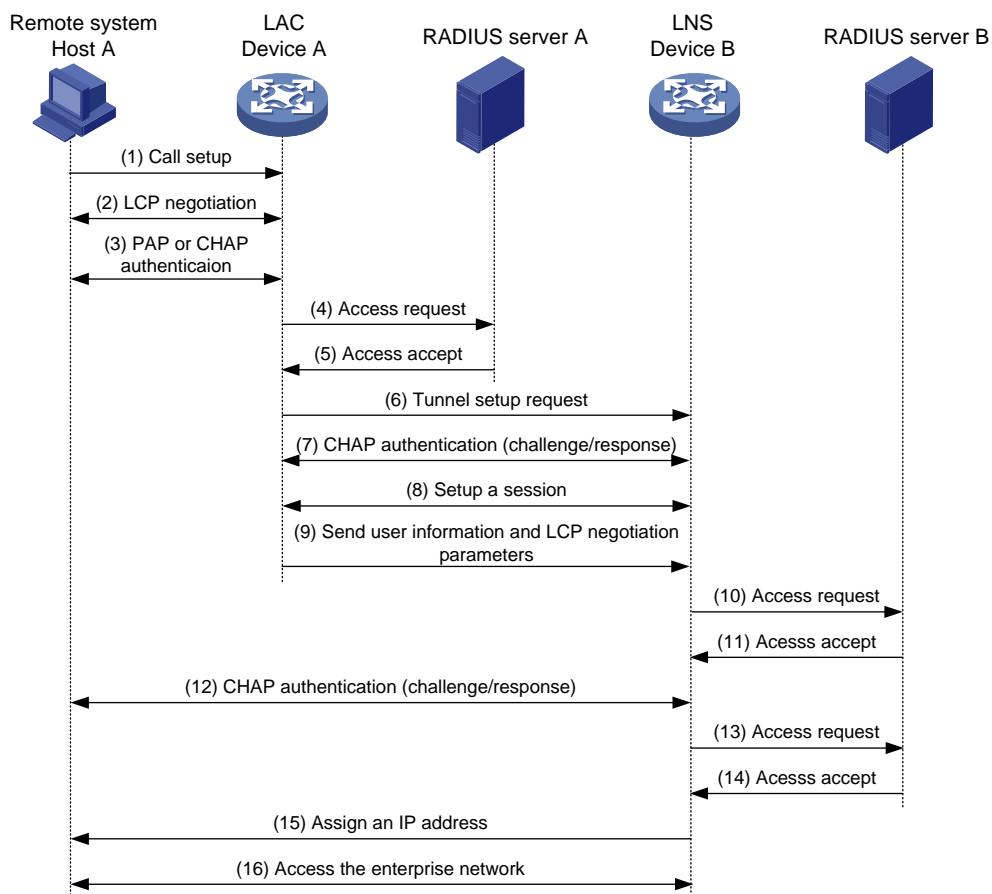 Remote system
Host A
LAC
Device A
RADIUS server A
LNS
Device B
RADIUS server B
(1) Call setup
(2) LCP negotiation
(3) PAP or CHAP
authenticaion
(4) Access request
(5) Access accept
(6) Tunnel setup request
(7) CHAP authentication (challenge/response)
(8) Setup a session
(9) Send user information and LCP negotiation
parameters
(10) Access request
(11) Acesss accept
(12) CHAP authentication (challenge/response)
(13) Access request
(14) Acesss accept
(15) Assign an IP address
(16) Access the enterprise network